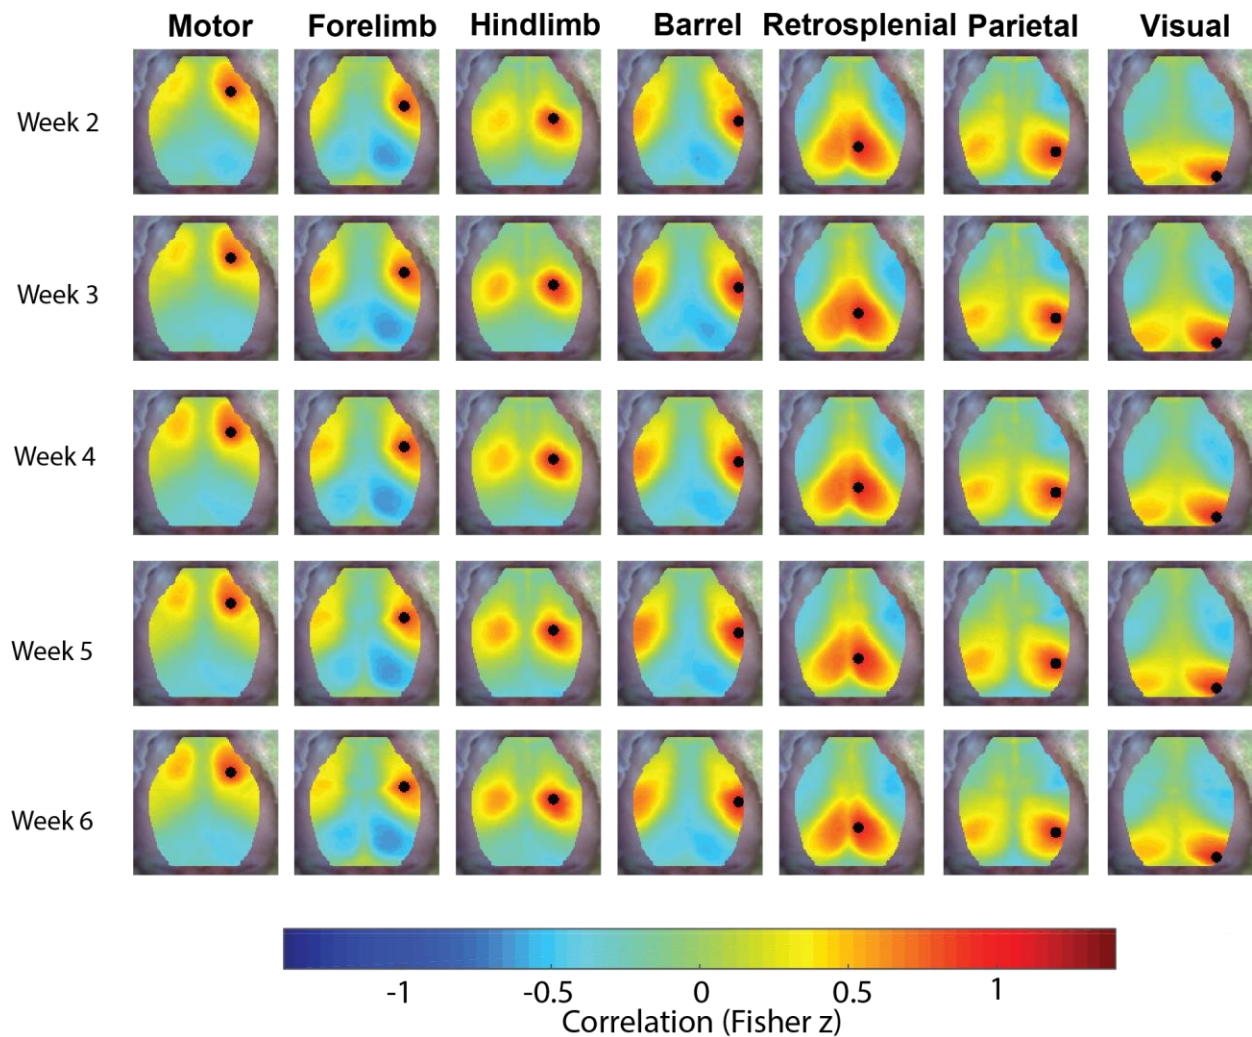 Motor Forelimb Hindlimb Barrel Retrosplenial Parietal Visual
Week 2
Week 3
Week 4
Week 5
Week 6
-1 -0.5 0 0.5 1
Correlation (Fisher z)